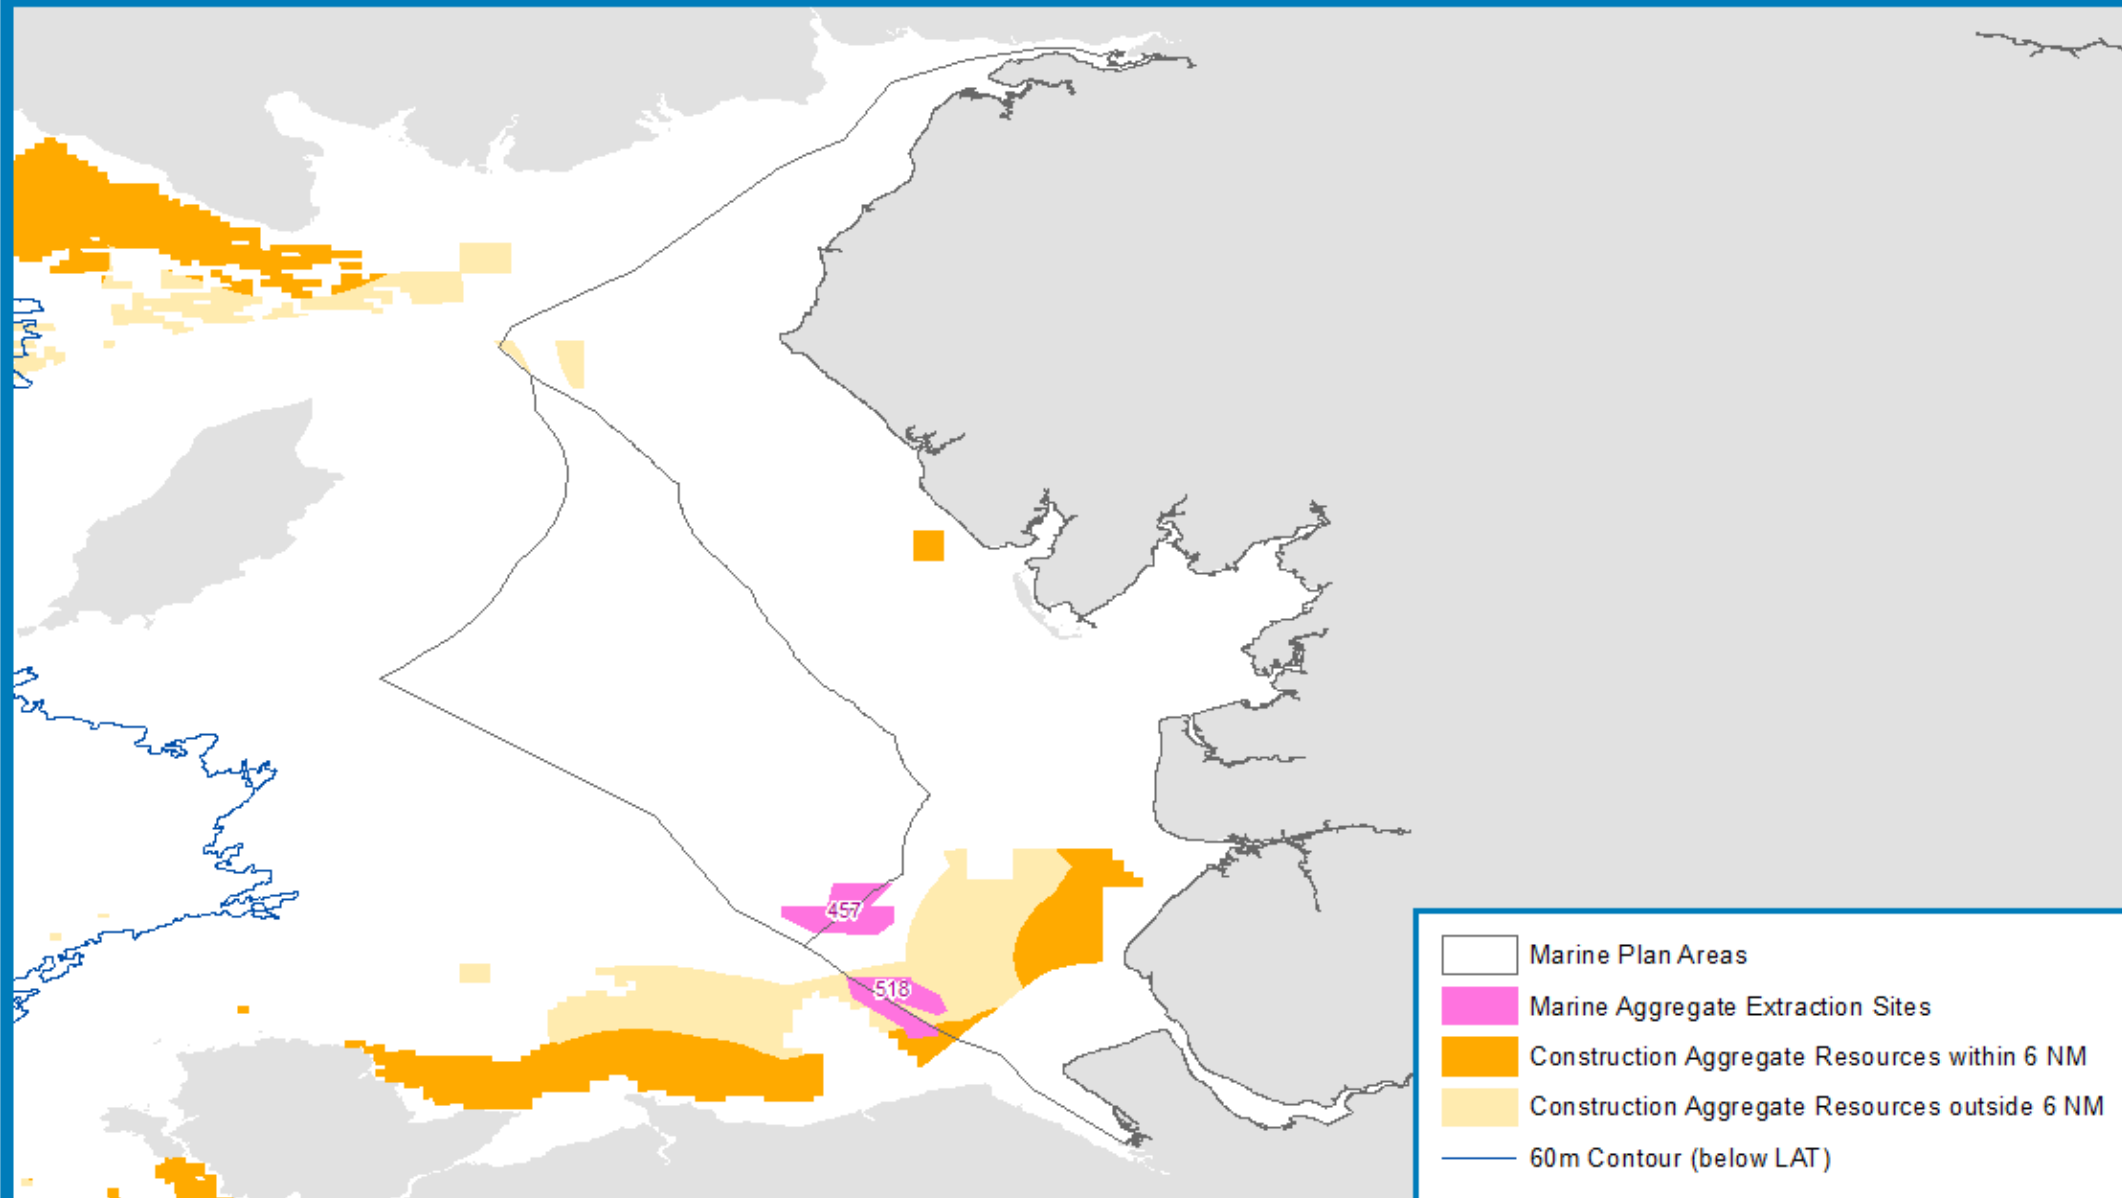 457
518
Marine Plan Areas
Marine Aggregate Extraction Sites
Construction Aggregate Resources within 6 NM
Construction Aggregate Resources outside 6 NM
60m Contour (below LAT)